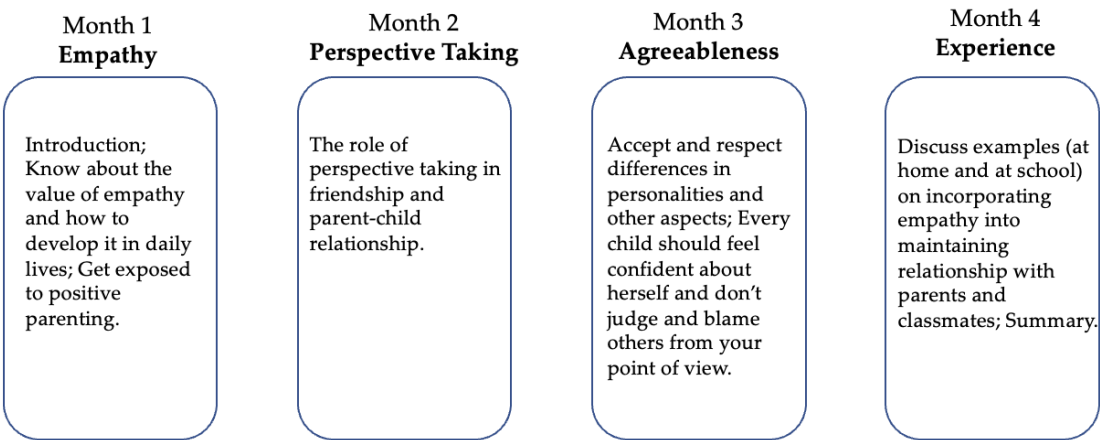 Month 1
Empathy
Introduction;
Know about the
value of empathy
and how to
develop it in daily
lives; Get exposed
to positive
parenting.
Month 2
Perspective Taking
The role of
perspective taking in
friendship and
parent-child
relationship.
Month 3
Agreeableness
Accept and respect
differences in
personalities and
other aspects; Every
child should feel
confident about
herself and don’t
judge and blame
others from your
point of view.
Month 4
Experience
Discuss examples (at
home and at school)
on incorporating
empathy into
maintaining
relationship with
parents and
classmates; Summary.